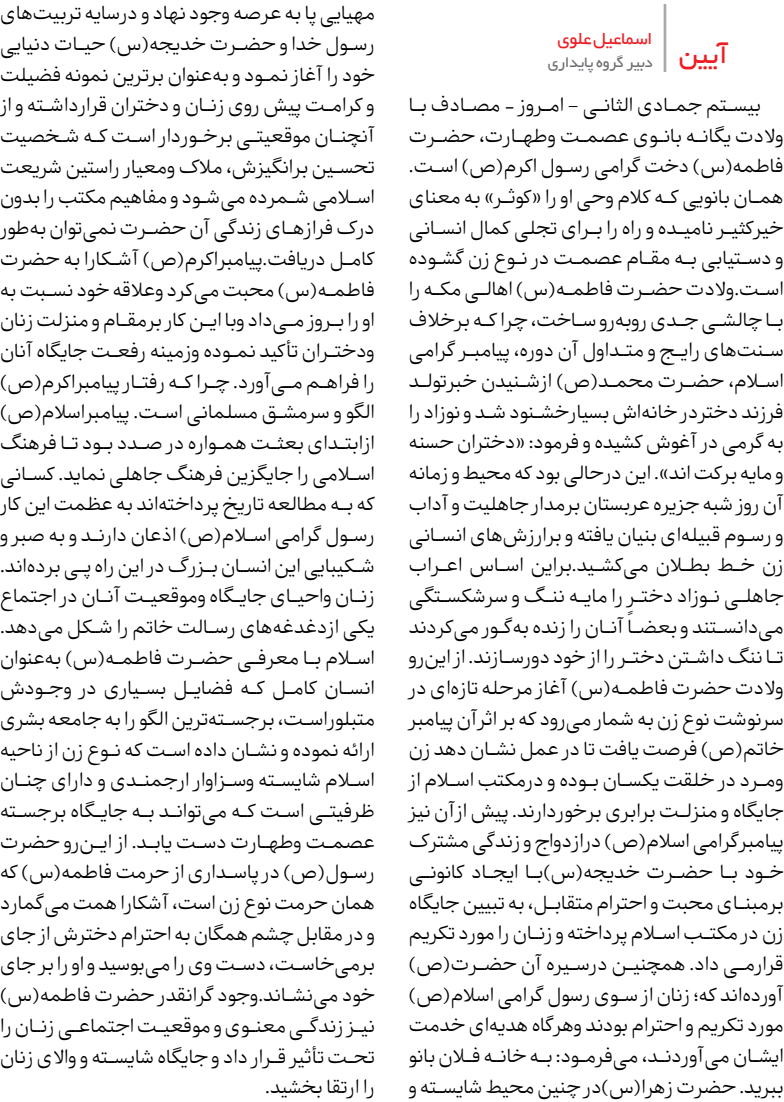 آیین
اسماعیل علوی
دبیر گروه پایداری
بیستم جمادی الثانی - امروز - مصادف با
ولادت یگانه بانوی عصمت وطهارت، حضرت
فاطمه(س) دخت گرامی رسول اکرم(ص) است.
همان بانویی که کلام وحی او را «کوثر» به معنای
خیرکثیر نامیده و راه را برای تجلی کمال انسانی
و دستیابی به مقام عصمت در نوع زن گشوده
است.ولادت حضرت فاطمه(س) اهالی مکه را
با چالشی جدی روبه‌رو ساخت، چرا که برخلاف
سنت‌های رایج و متداول آن دوره، پیامبر گرامی
اسلام، حضرت محمد(ص) ازشنیدن خبرتولد
فرزند دختردر خانه‌اش بسیارخشنود شد و نوزاد را
به گرمی در آغوش کشیده و فرمود: «دختران حسنه
و مایه برکت اند». این درحالی بود که محیط و زمانه
آن روز شبه جزیره عربستان برمدار جاهلیت و آداب
و رسوم قبیله‌ای بنیان یافته و برارزش‌های انسانی
زن خط بطلان می‌کشید.براین اساس اعراب
جاهلی نوزاد دختر را مایه ننگ و سرشکستگی
می‌دانستند و بعضاً آنان را زنده به‌گور می‌کردند
تا ننگ داشتن دختر را از خود دورسازند. از این‌رو
ولادت حضرت فاطمه(س) آغاز مرحله تازه‌ای در
سرنوشت نوع زن به شمار می‌رود که بر اثرآن پیامبر
خاتم(ص) فرصت یافت تا در عمل نشان دهد زن
ومرد در خلقت یکسان بوده و درمکتب اسلام از
جایگاه و منزلت برابری برخوردارند. پیش ازآن نیز
پیامبرگرامی اسلام(ص) درازدواج و زندگی مشترک
خود با حضرت خدیجه(س)با ایجاد کانونی
برمبنای محبت و احترام متقابل، به تبیین جایگاه
زن در مکتب اسلام پرداخته و زنان را مورد تکریم
قرارمی داد. همچنین درسیره آن حضرت(ص)
آورده‌اند که؛ زنان از سوی رسول گرامی اسلام(ص)
مورد تکریم و احترام بودند وهرگاه هدیه‌ای خدمت
ایشان می‌آوردند، می‌فرمود: به خانه فلان بانو
ببرید. حضرت زهرا(س)در چنین محیط شایسته و
مهیایی پا به عرصه وجود نهاد و درسایه تربیت‌های
رسول خدا و حضرت خدیجه(س) حیات دنیایی
خود را آغاز نمود و به‌عنوان برترین نمونه فضیلت
و کرامت پیش روی زنان و دختران قرارداشته و از
آنچنان موقعیتی برخوردار است که شخصیت
تحسین برانگیزش، ملاک ومعیار راستین شریعت
اسلامی شمرده می‌شود و مفاهیم مکتب را بدون
درک فرازهای زندگی آن حضرت نمی‌توان به‌طور
کامل دریافت.پیامبراکرم(ص) آشکارا به حضرت
فاطمه(س) محبت می‌کرد وعلاقه خود نسبت به
او را بروز می‌داد وبا این کار برمقام و منزلت زنان
ودختران تأکید نموده وزمینه رفعت جایگاه آنان
را فراهم می‌آورد. چرا که رفتار پیامبراکرم(ص)
الگو و سرمشق مسلمانی است. پیامبراسلام(ص)
ازابتدای بعثت همواره در صدد بود تا فرهنگ
اسلامی را جایگزین فرهنگ جاهلی نماید. کسانی
که به مطالعه تاریخ پرداخته‌اند به عظمت این کار
رسول گرامی اسلام(ص) اذعان دارند و به صبر و
شکیبایی این انسان بزرگ در این راه پی برده‌اند.
زنان واحیای جایگاه وموقعیت آنان در اجتماع
یکی ازدغدغه‌های رسالت خاتم را شکل می‌دهد.
اسلام با معرفی حضرت فاطمه(س) به‌عنوان
انسان کامل که فضایل بسیاری در وجودش
متبلوراست، برجسته‌ترین الگو را به جامعه بشری
ارائه نموده و نشان داده است که نوع زن از ناحیه
اسلام شایسته وسزاوار ارجمندی و دارای چنان
ظرفیتی است که می‌تواند به جایگاه برجسته
عصمت وطهارت دست یابد. از این‌رو حضرت
رسول(ص) در پاسداری از حرمت فاطمه(س) که
همان حرمت نوع زن است، آشکارا همت می‌گمارد
و در مقابل چشم همگان به احترام دخترش از جای
برمی‌خاست، دست وی را می‌بوسید و او را بر جای
خود می‌نشاند.وجود گرانقدر حضرت فاطمه(س)
نیز زندگی معنوی و موقعیت اجتماعی زنان را
تحت تأثیر قرار داد و جایگاه شایسته و والای زنان
را ارتقا بخشید.